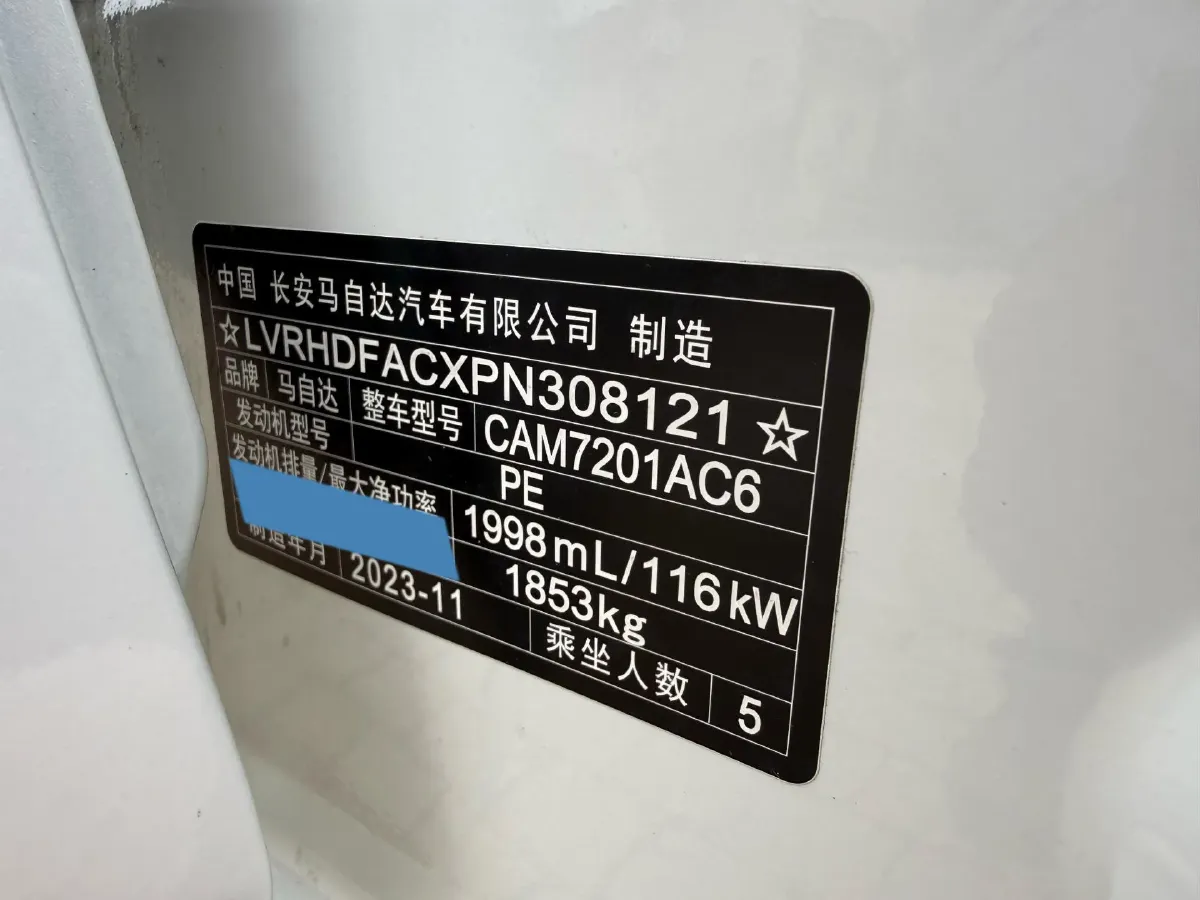 中国 长安马自达汽车有限公司 制造
☆LVRHDFACXPN308121☆
品牌 马自达 整车型号 CAM7201AC6
发动机型号 PE
发动机排量/最大净功率 1998mL/116kW
1853kg
制造年月 2023-11 乘坐人数 5